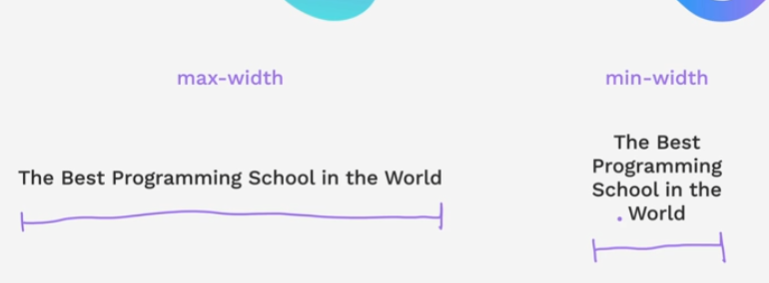 max-width
The Best Programming School in the World
min-width
The Best
Programming
School in the
World